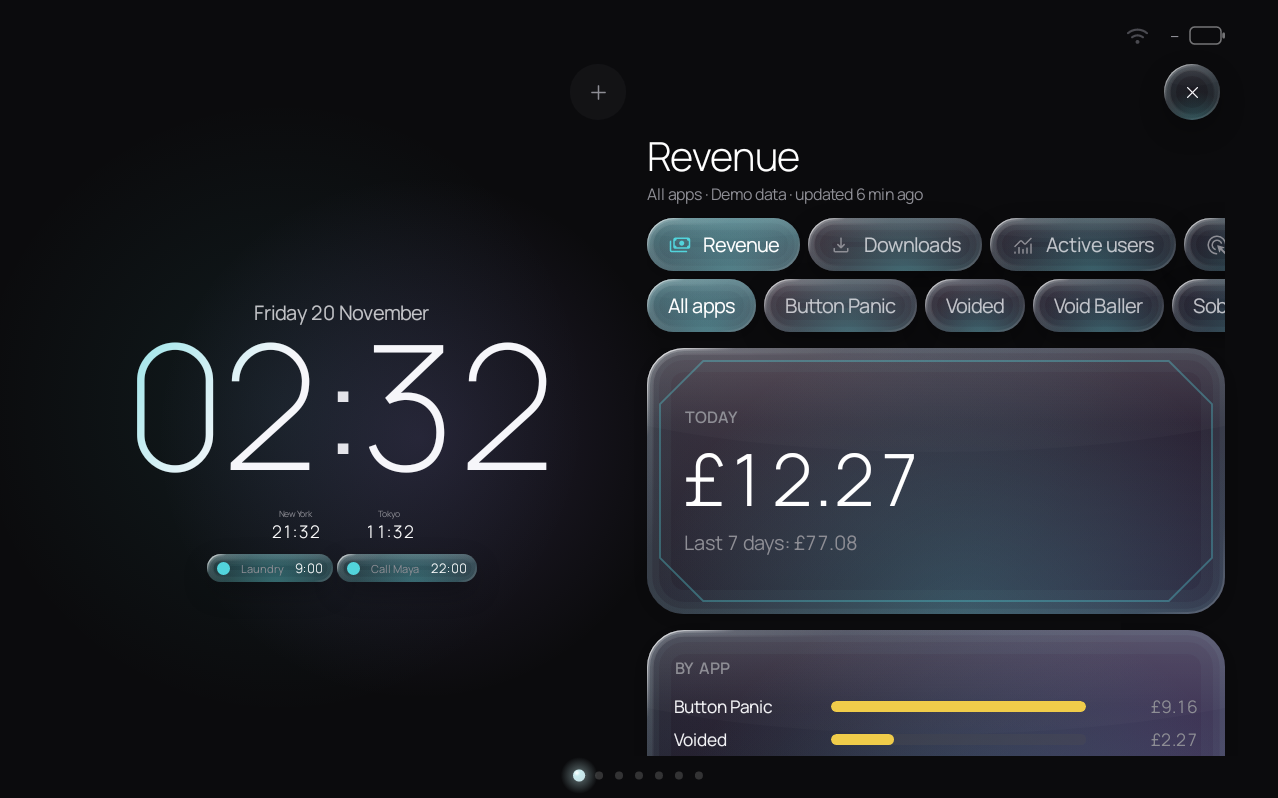 Friday 20 November
02:32
New York
21:32
Tokyo
11:32
Laundry 9:00
Call Maya 22:00
Revenue
All apps · Demo data · updated 6 min ago
Revenue Downloads Active users
All apps Button Panic Voided Void Baller Sob
TODAY
£12.27
Last 7 days: £77.08
BY APP
Button Panic £9.16
Voided £2.27